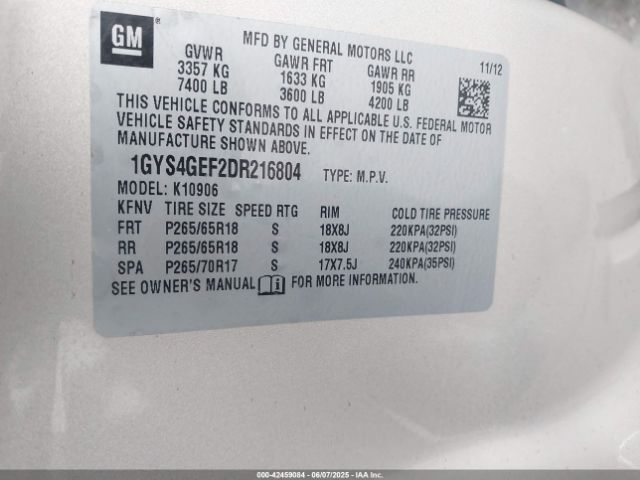 GM
MFD BY GENERAL MOTORS LLC
11/12
GVWR GAWR FRT GAWR RR
3357 KG 1633 KG 1905 KG
7400 LB 3600 LB 4200 LB
THIS VEHICLE CONFORMS TO ALL APPLICABLE U.S. FEDERAL MOTOR
VEHICLE SAFETY STANDARDS IN EFFECT ON THE DATE OF
MANUFACTURE SHOWN ABOVE.
1GYS4GEF2DR216804 TYPE: M.P.V.
MODEL: K10906
KFNV TIRE SIZE SPEED RTG RIM COLD TIRE PRESSURE
FRT P265/65R18 S 18X8J 220KPA(32PSI)
RR P265/65R18 S 18X8J 220KPA(32PSI)
SPA P265/70R17 S 17X7.5J 240KPA(35PSI)
SEE OWNER'S MANUAL FOR MORE INFORMATION.
000-42459084 | 06/07/2025 | IAAI.COM